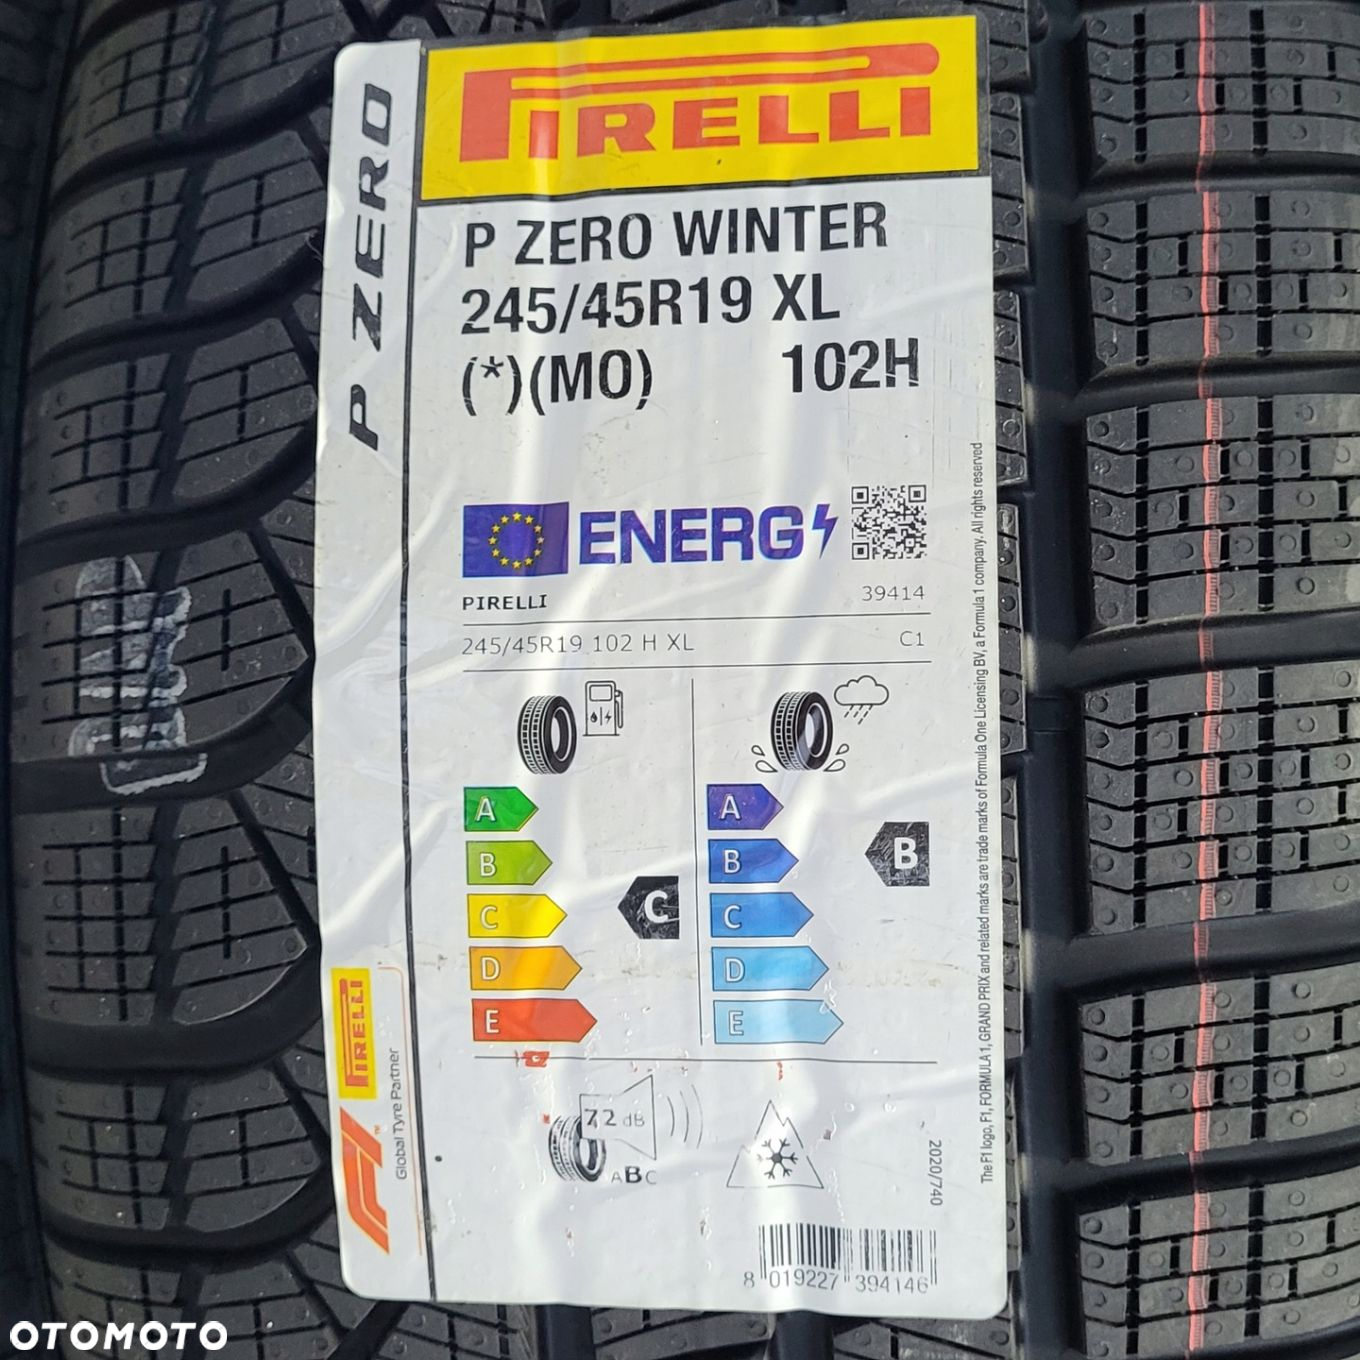 P ZERO
PIRELLI
P ZERO WINTER
245/45R19 XL
(*)(MO) 102H
ENERG
PIRELLI 39414
245/45R19 102 H XL C1
A
B
C
D
E
C
A
B
C
D
E
B
72 dB
ABC
2020/740
8 019227 394146
The F1 logo, F1, FORMULA 1, GRAND PRIX and related marks are trade marks of Formula One Licensing BV, a Formula 1 company. All rights reserved
PIRELLI
F1™
Global Tyre Partner
OTOMOTO